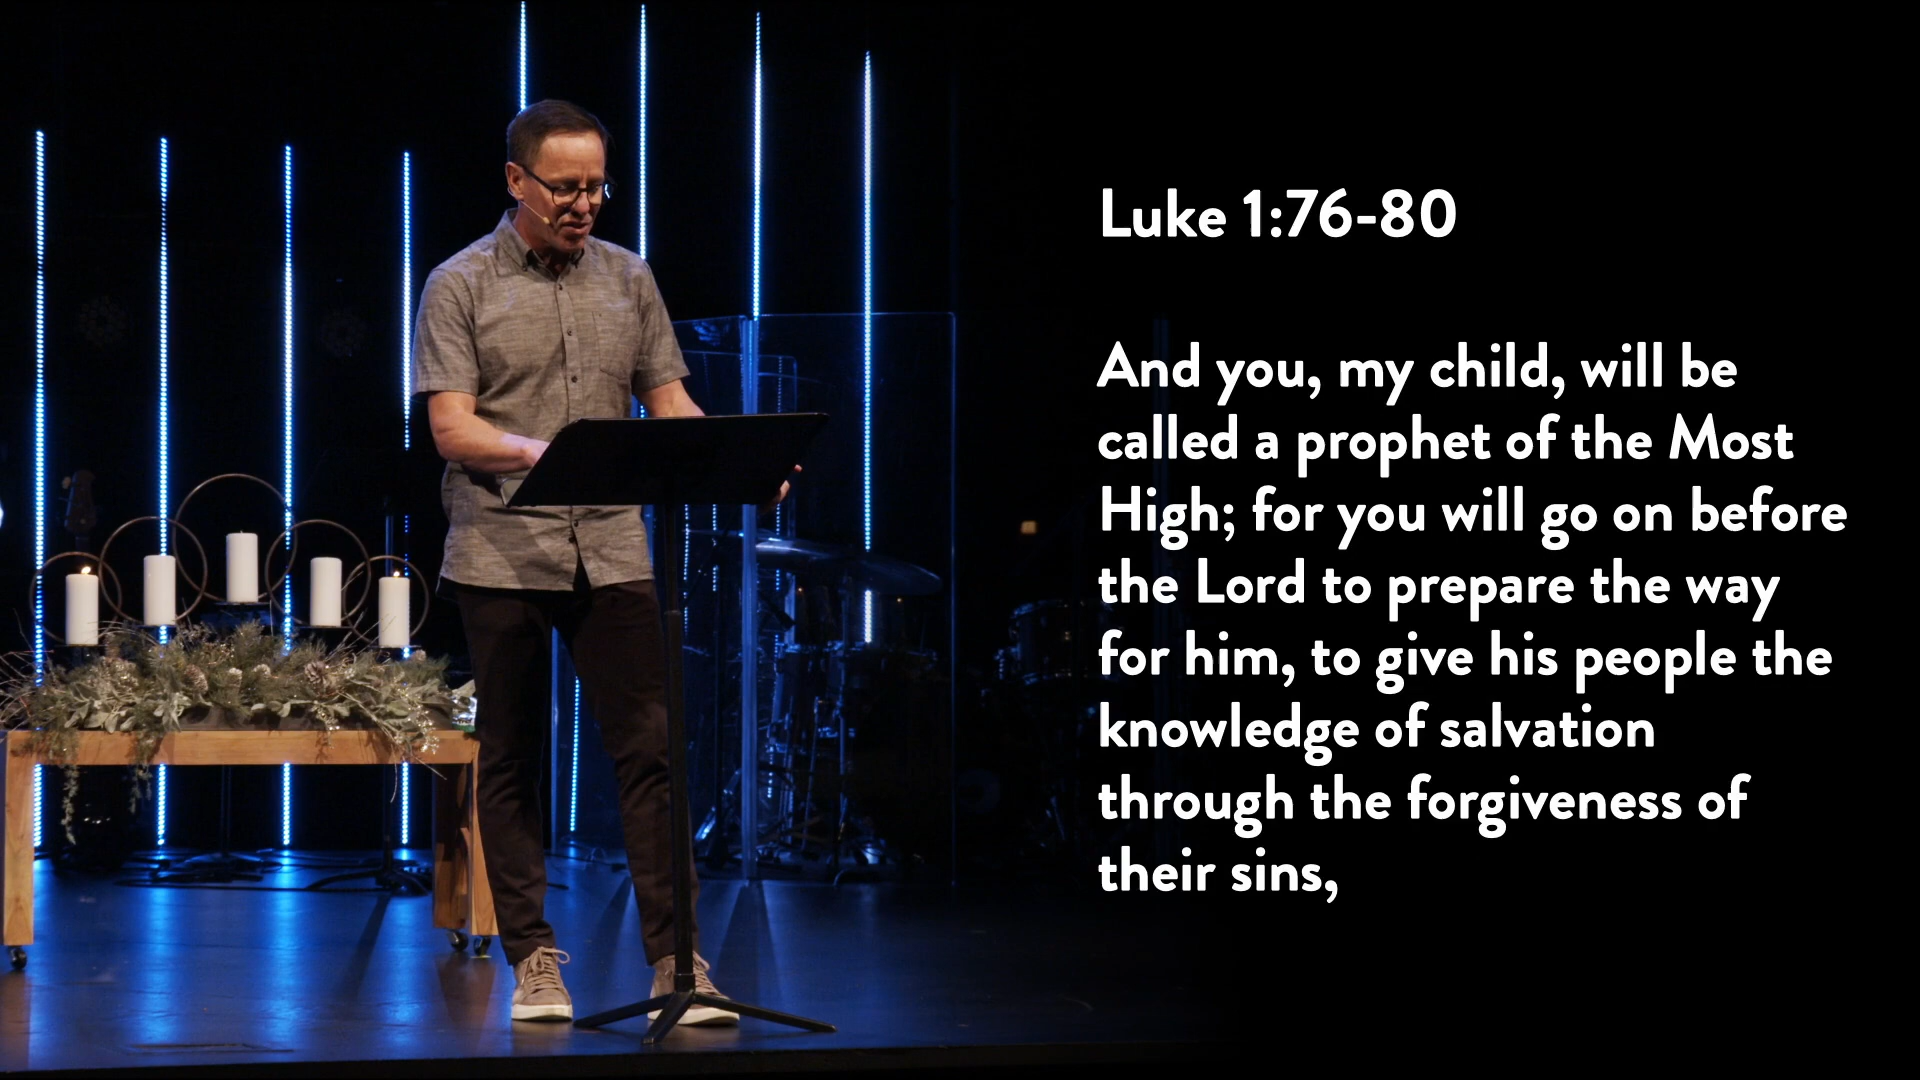 Luke 1:76-80
And you, my child, will be
called a prophet of the Most
High; for you will go on before
the Lord to prepare the way
for him, to give his people the
knowledge of salvation
through the forgiveness of
their sins,